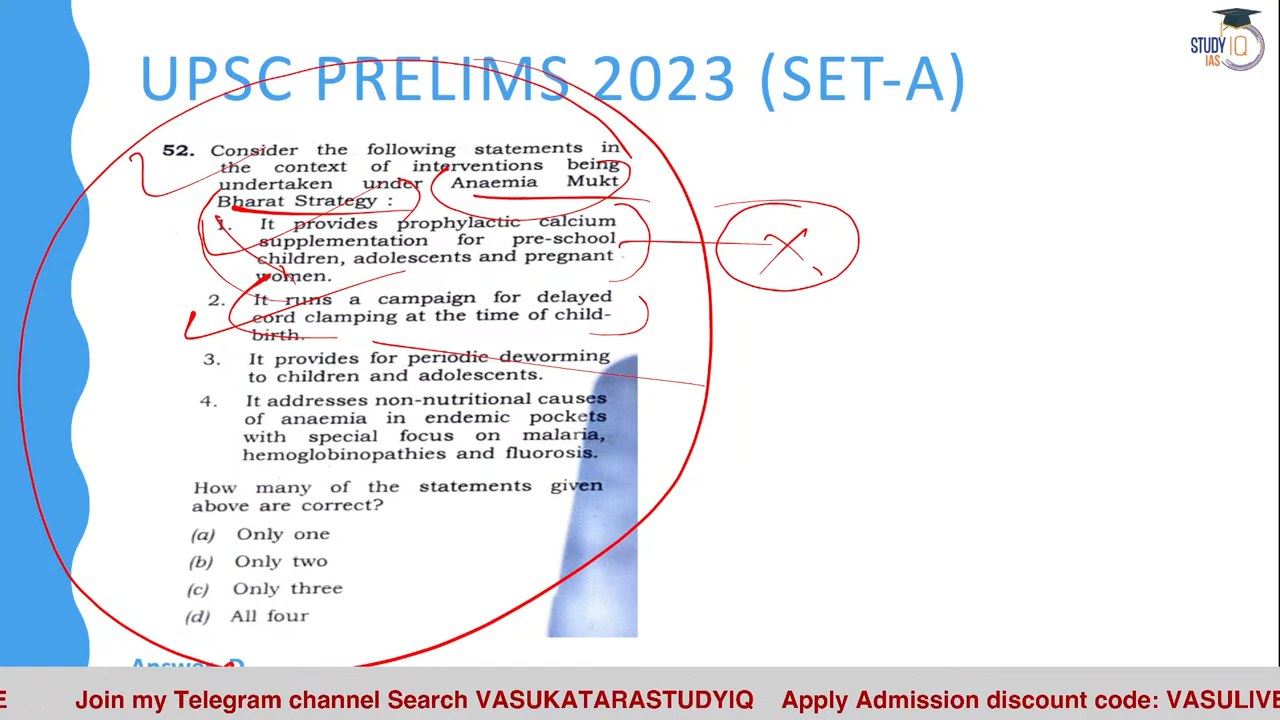 STUDY IQ
IAS
UPSC PRELIMS 2023 (SET-A)
52. Consider the following statements in
the context of interventions being
undertaken under Anaemia Mukt
Bharat Strategy :
1. It provides prophylactic calcium
supplementation for pre-school
children, adolescents and pregnant
women.
2. It runs a campaign for delayed
cord clamping at the time of child-
birth.
3. It provides for periodic deworming
to children and adolescents.
4. It addresses non-nutritional causes
of anaemia in endemic pockets
with special focus on malaria,
hemoglobinopathies and fluorosis.
How many of the statements given
above are correct?
(a) Only one
(b) Only two
(c) Only three
(d) All four
Answer D
E Join my Telegram channel Search VASUKATARASTUDYIQ Apply Admission discount code: VASULIVE